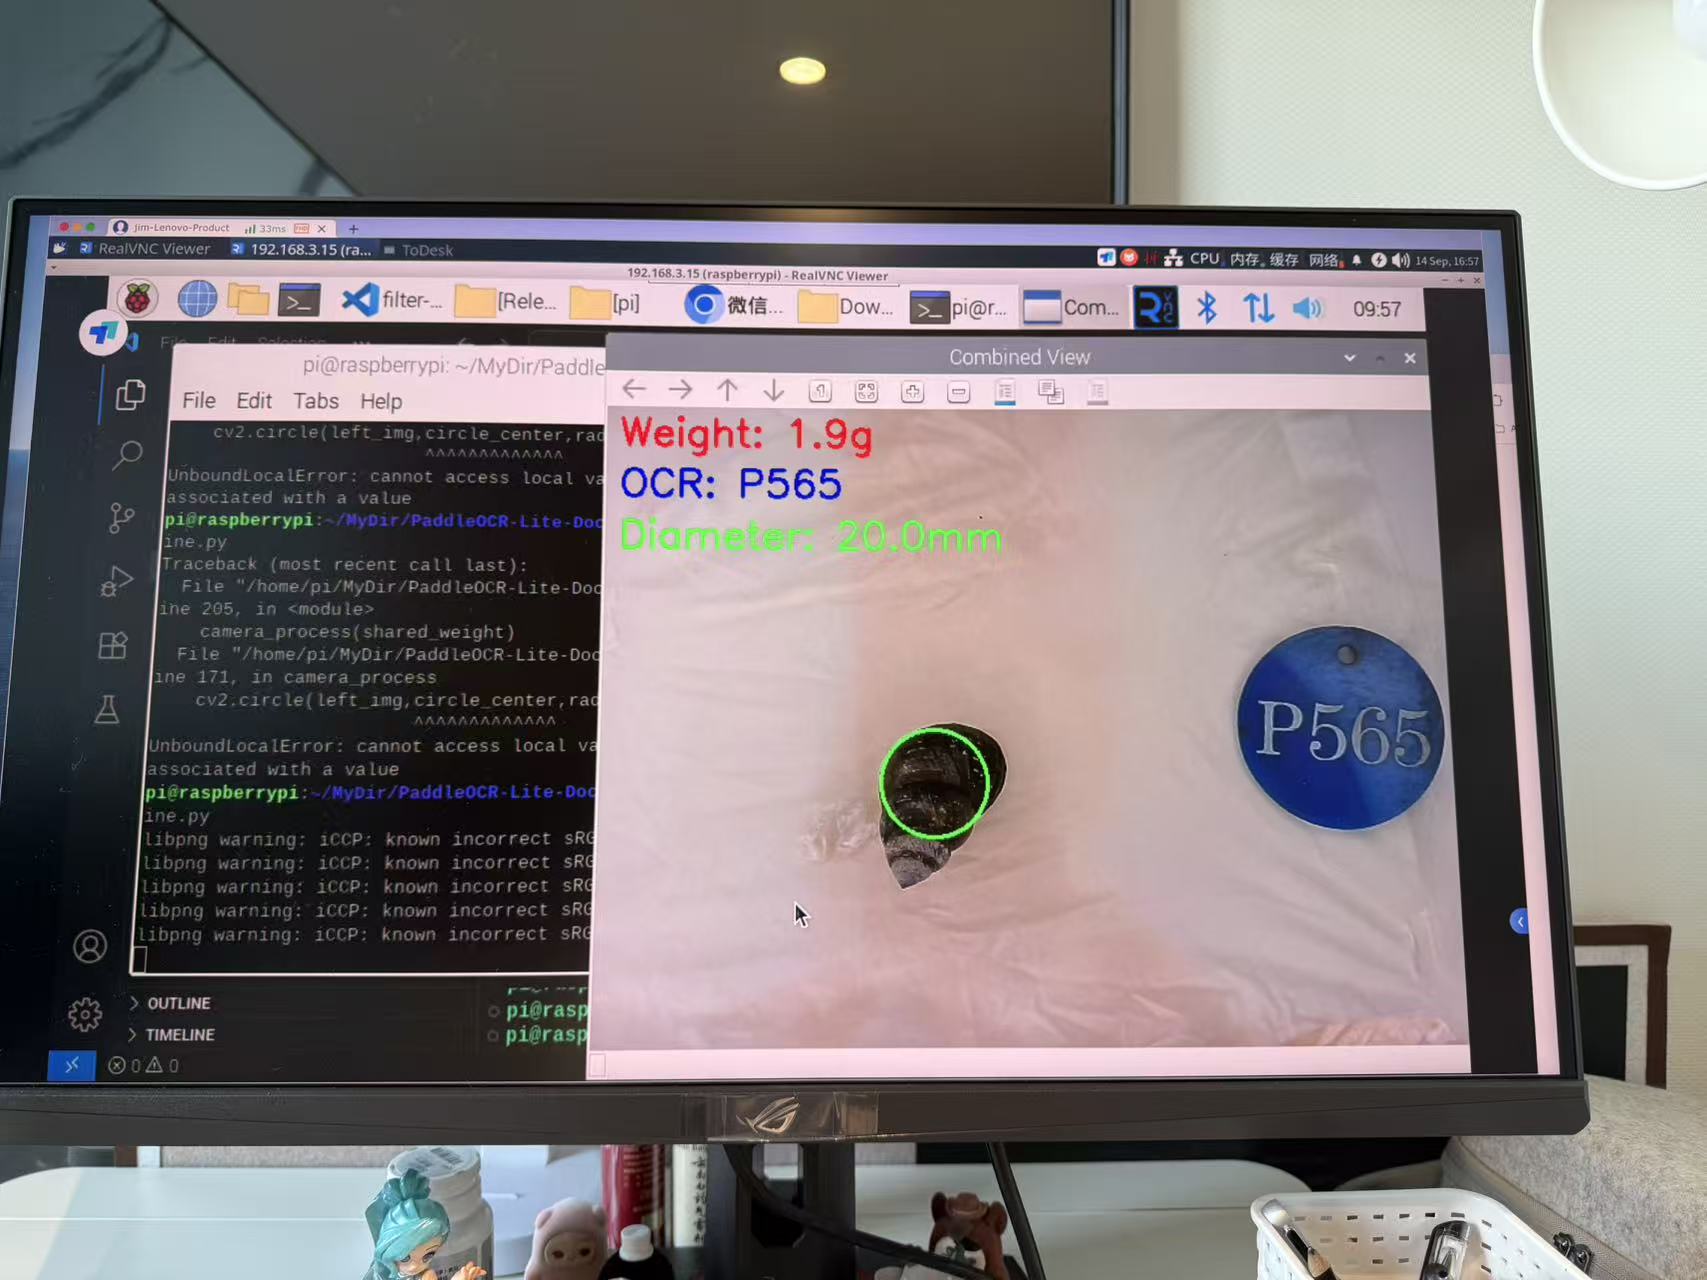 jim-Lenovo-Product 33ms
RealVNC Viewer 192.168.3.15 (ra... ToDesk
CPU 内存 缓存 网络 14 Sep, 16:57
192.168.3.15 (raspberrypi) - RealVNC Viewer
filter-... [Rele... [pi] 微信... Dow... pi@r... Com... 09:57
File Edit Selection
pi@raspberrypi: ~/MyDir/Paddle
File Edit Tabs Help
cv2.circle(left_img,circle_center,rad
^^^^^^^^^^^^^
UnboundLocalError: cannot access local va
associated with a value
pi@raspberrypi:~/MyDir/PaddleOCR-Lite-Doc
ine.py
Traceback (most recent call last):
File "/home/pi/MyDir/PaddleOCR-Lite-Doc
ine 205, in <module>
camera_process(shared_weight)
File "/home/pi/MyDir/PaddleOCR-Lite-Doc
ine 171, in camera_process
cv2.circle(left_img,circle_center,rad
^^^^^^^^^^^^^
UnboundLocalError: cannot access local va
associated with a value
pi@raspberrypi:~/MyDir/PaddleOCR-Lite-Doc
ine.py
libpng warning: iCCP: known incorrect sRG
libpng warning: iCCP: known incorrect sRG
libpng warning: iCCP: known incorrect sRG
libpng warning: iCCP: known incorrect sRG
libpng warning: iCCP: known incorrect sRG
OUTLINE
TIMELINE
pi@rasp
pi@rasp
0 0
Combined View
Weight: 1.9g
OCR: P565
Diameter: 20.0mm
P565